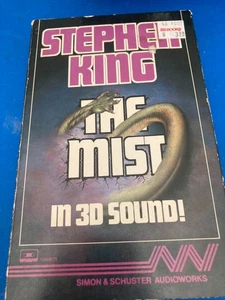 STEPHEN
KING
THE
MIST
IN 3D SOUND!
SIMON & SCHUSTER AUDIOWORKS